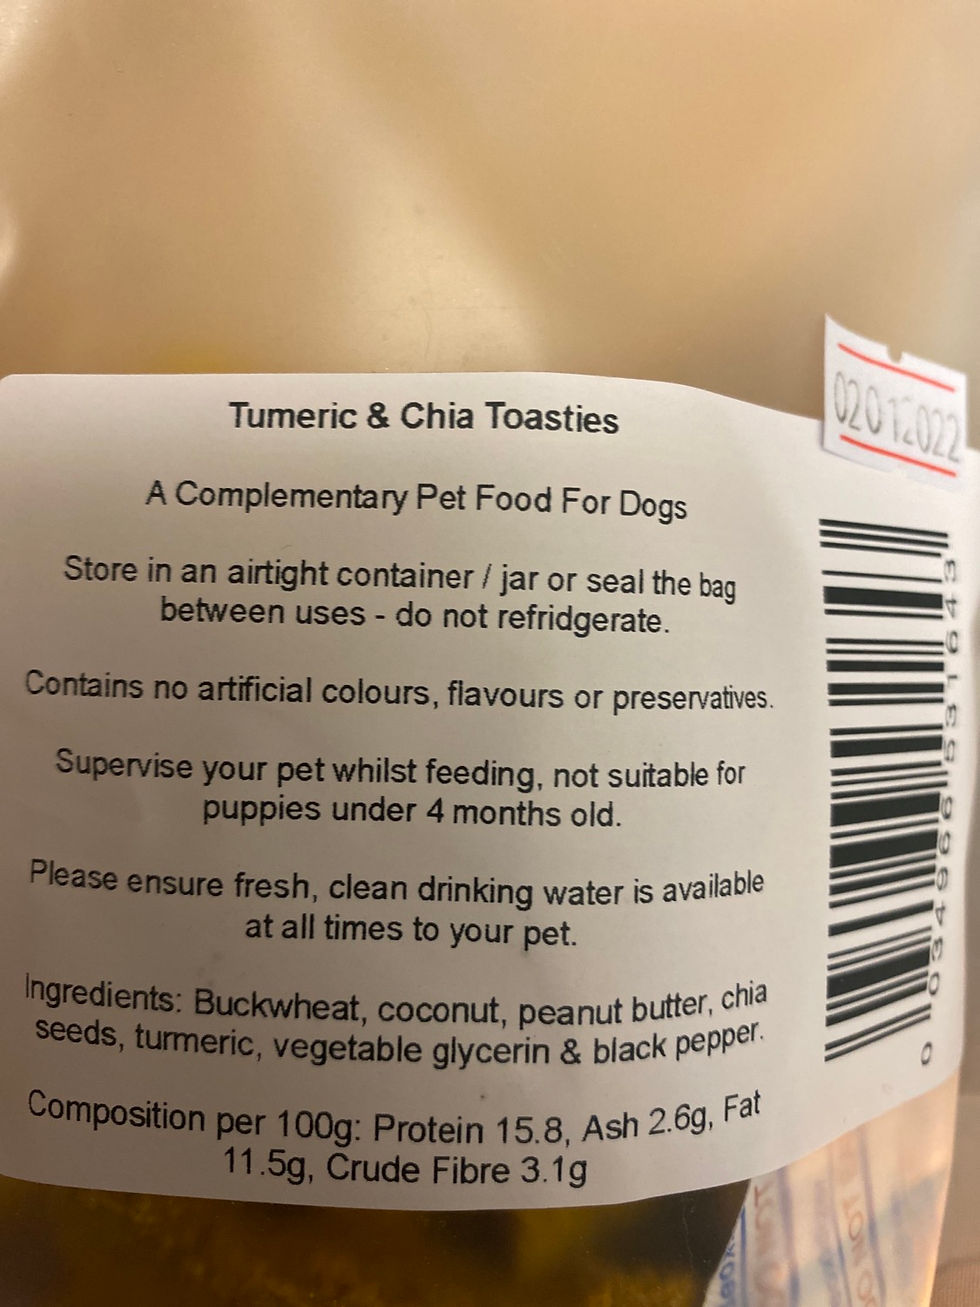 Tumeric & Chia Toasties
A Complementary Pet Food For Dogs
Store in an airtight container / jar or seal the bag
between uses - do not refridgerate.
Contains no artificial colours, flavours or preservatives.
Supervise your pet whilst feeding, not suitable for
puppies under 4 months old.
Please ensure fresh, clean drinking water is available
at all times to your pet.
Ingredients: Buckwheat, coconut, peanut butter, chia
seeds, turmeric, vegetable glycerin & black pepper.
Composition per 100g: Protein 15.8, Ash 2.6g, Fat
11.5g, Crude Fibre 3.1g
NOT